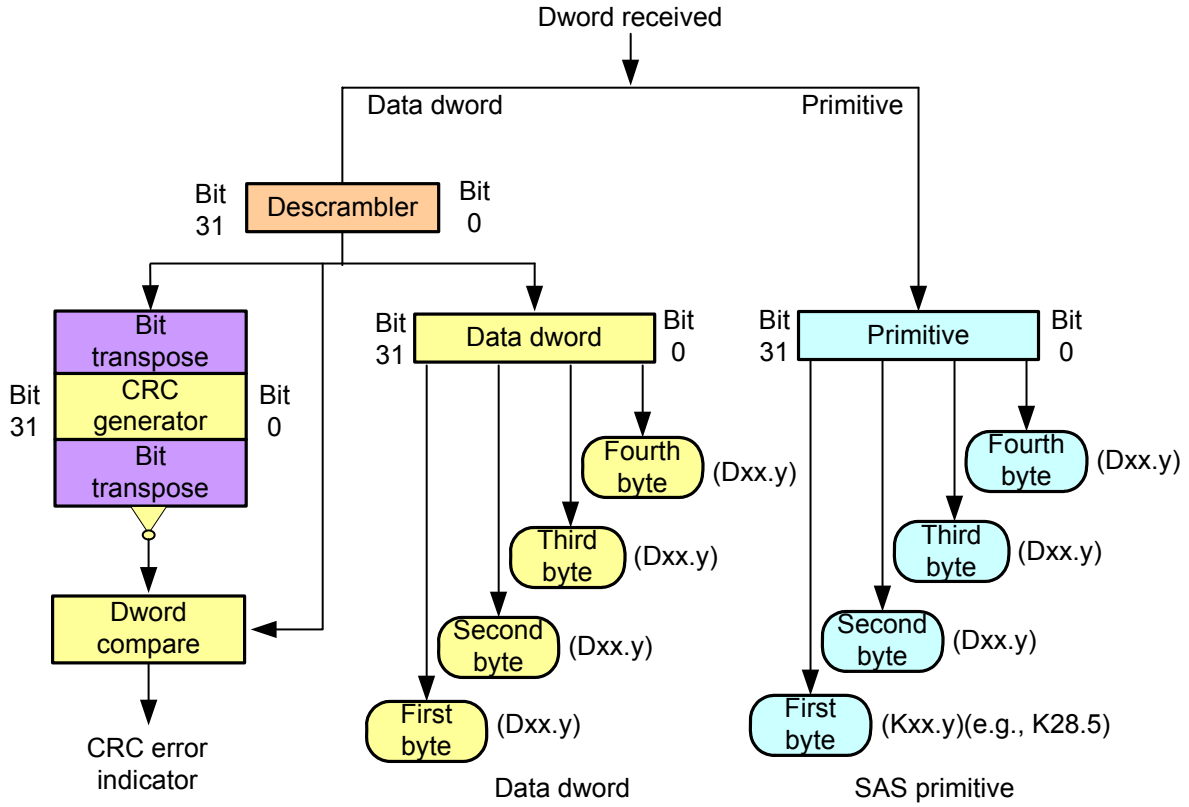 Dword received
Data dword
Primitive
Bit
31
Descrambler
Bit
0
Bit
transpose
Bit
31
CRC
generator
Bit
0
Bit
transpose
Dword
compare
CRC error
indicator
Bit
31
Data dword
Bit
0
Fourth
byte
(Dxx.y)
Third
byte
(Dxx.y)
Second
byte
(Dxx.y)
First
byte
(Dxx.y)
Data dword
Bit
31
Primitive
Bit
0
Fourth
byte
(Dxx.y)
Third
byte
(Dxx.y)
Second
byte
(Dxx.y)
First
byte
(Kxx.y)(e.g., K28.5)
SAS primitive